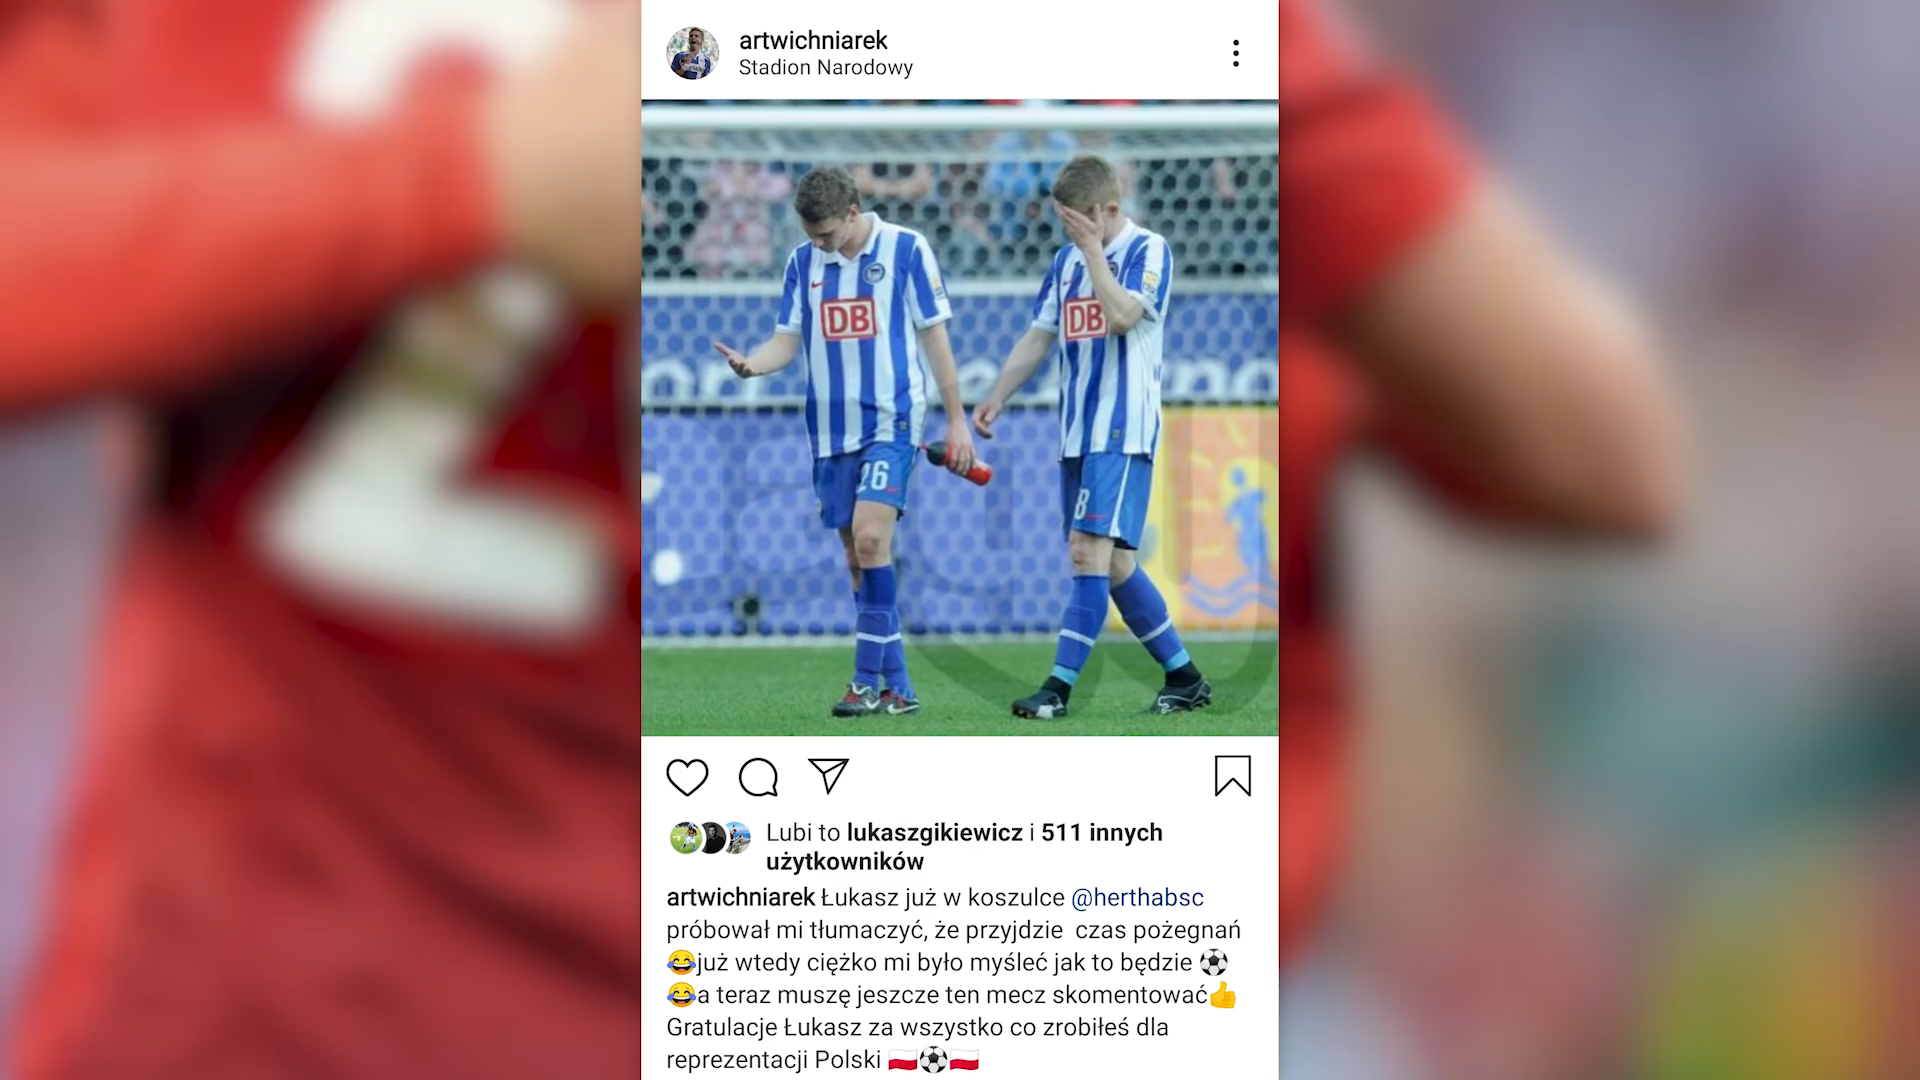 artwichniarek
Stadion Narodowy
DB
DB
26
8
Lubi to lukaszgikiewicz i 511 innych
użytkowników
artwichniarek Łukasz już w koszulce @herthabsc
próbował mi tłumaczyć, że przyjdzie czas pożegnań
😂już wtedy ciężko mi było myśleć jak to będzie ⚽
😂a teraz muszę jeszcze ten mecz skomentować👍
Gratulacje Łukasz za wszystko co zrobiłeś dla
reprezentacji Polski 🇵🇱⚽🇵🇱